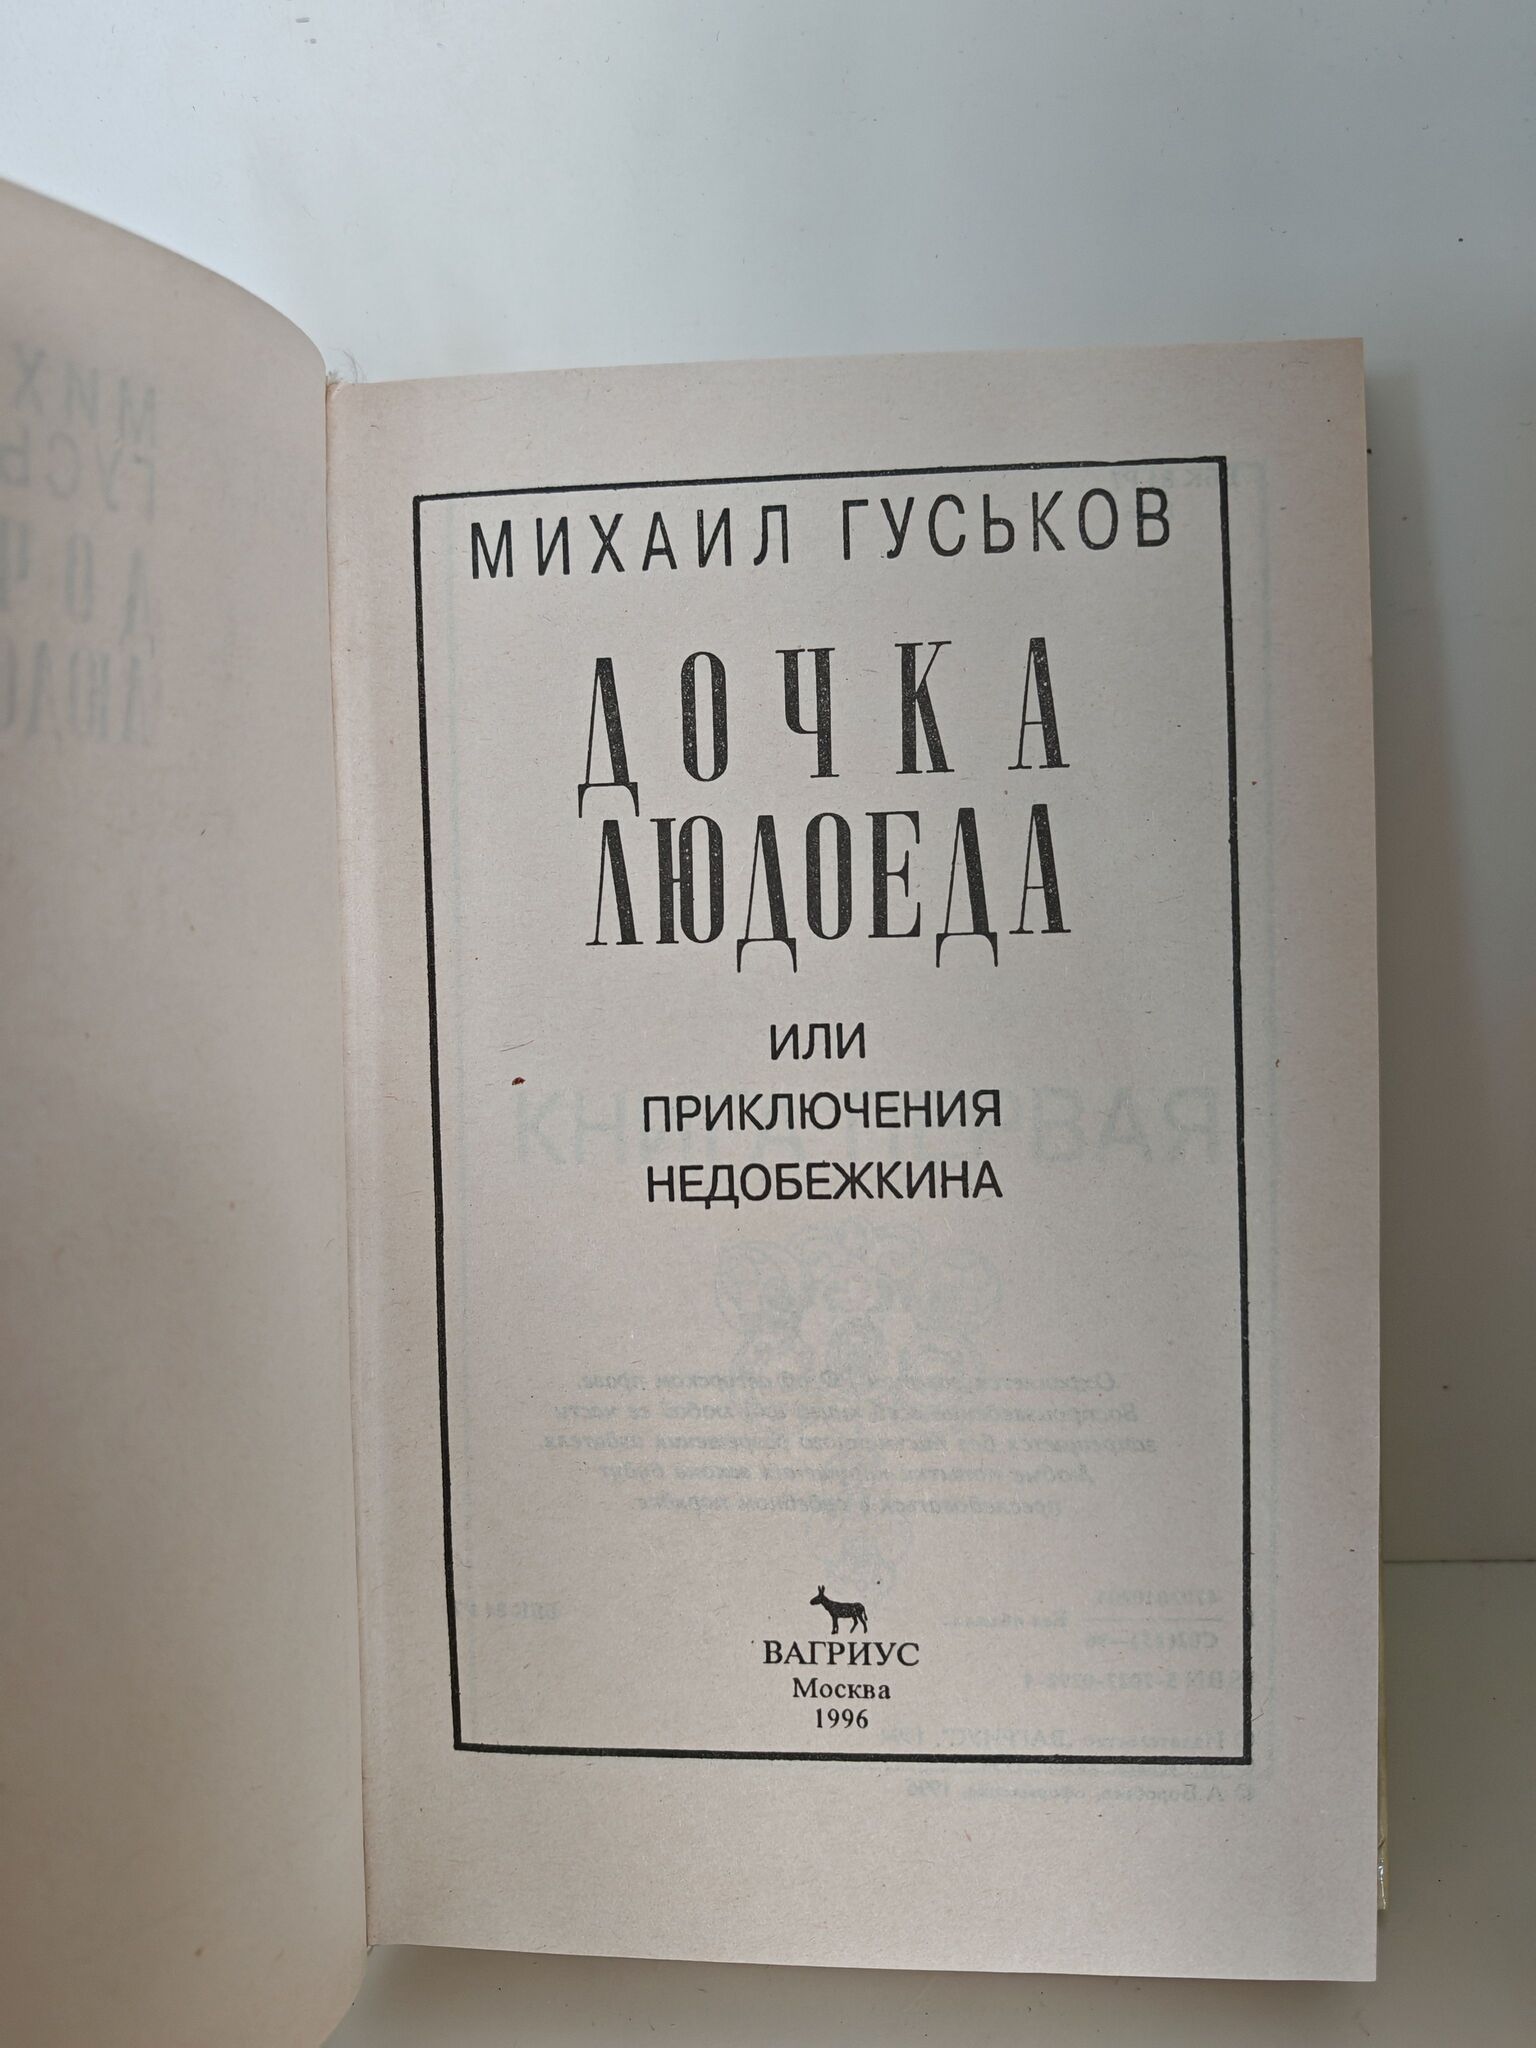 МИХАИЛ ГУСЬКОВ
ДОЧКА
ЛЮДОЕДА
ИЛИ
ПРИКЛЮЧЕНИЯ
НЕДОБЕЖКИНА
ВАГРИУС
Москва
1996